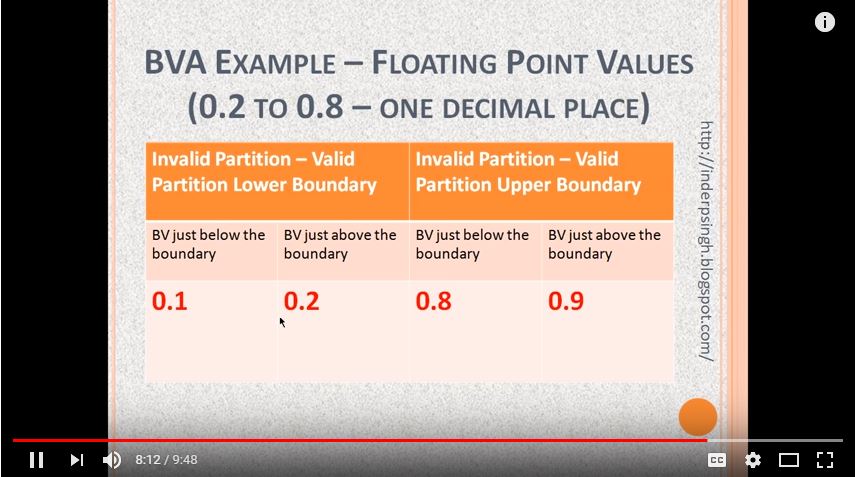 BVA EXAMPLE – FLOATING POINT VALUES
(0.2 TO 0.8 – ONE DECIMAL PLACE)
Invalid Partition – Valid
Partition Lower Boundary
Invalid Partition – Valid
Partition Upper Boundary
BV just below the
boundary
BV just above the
boundary
BV just below the
boundary
BV just above the
boundary
0.1
0.2
0.8
0.9
http://inderpsingh.blogspot.com/
i
8:12 / 9:48
CC